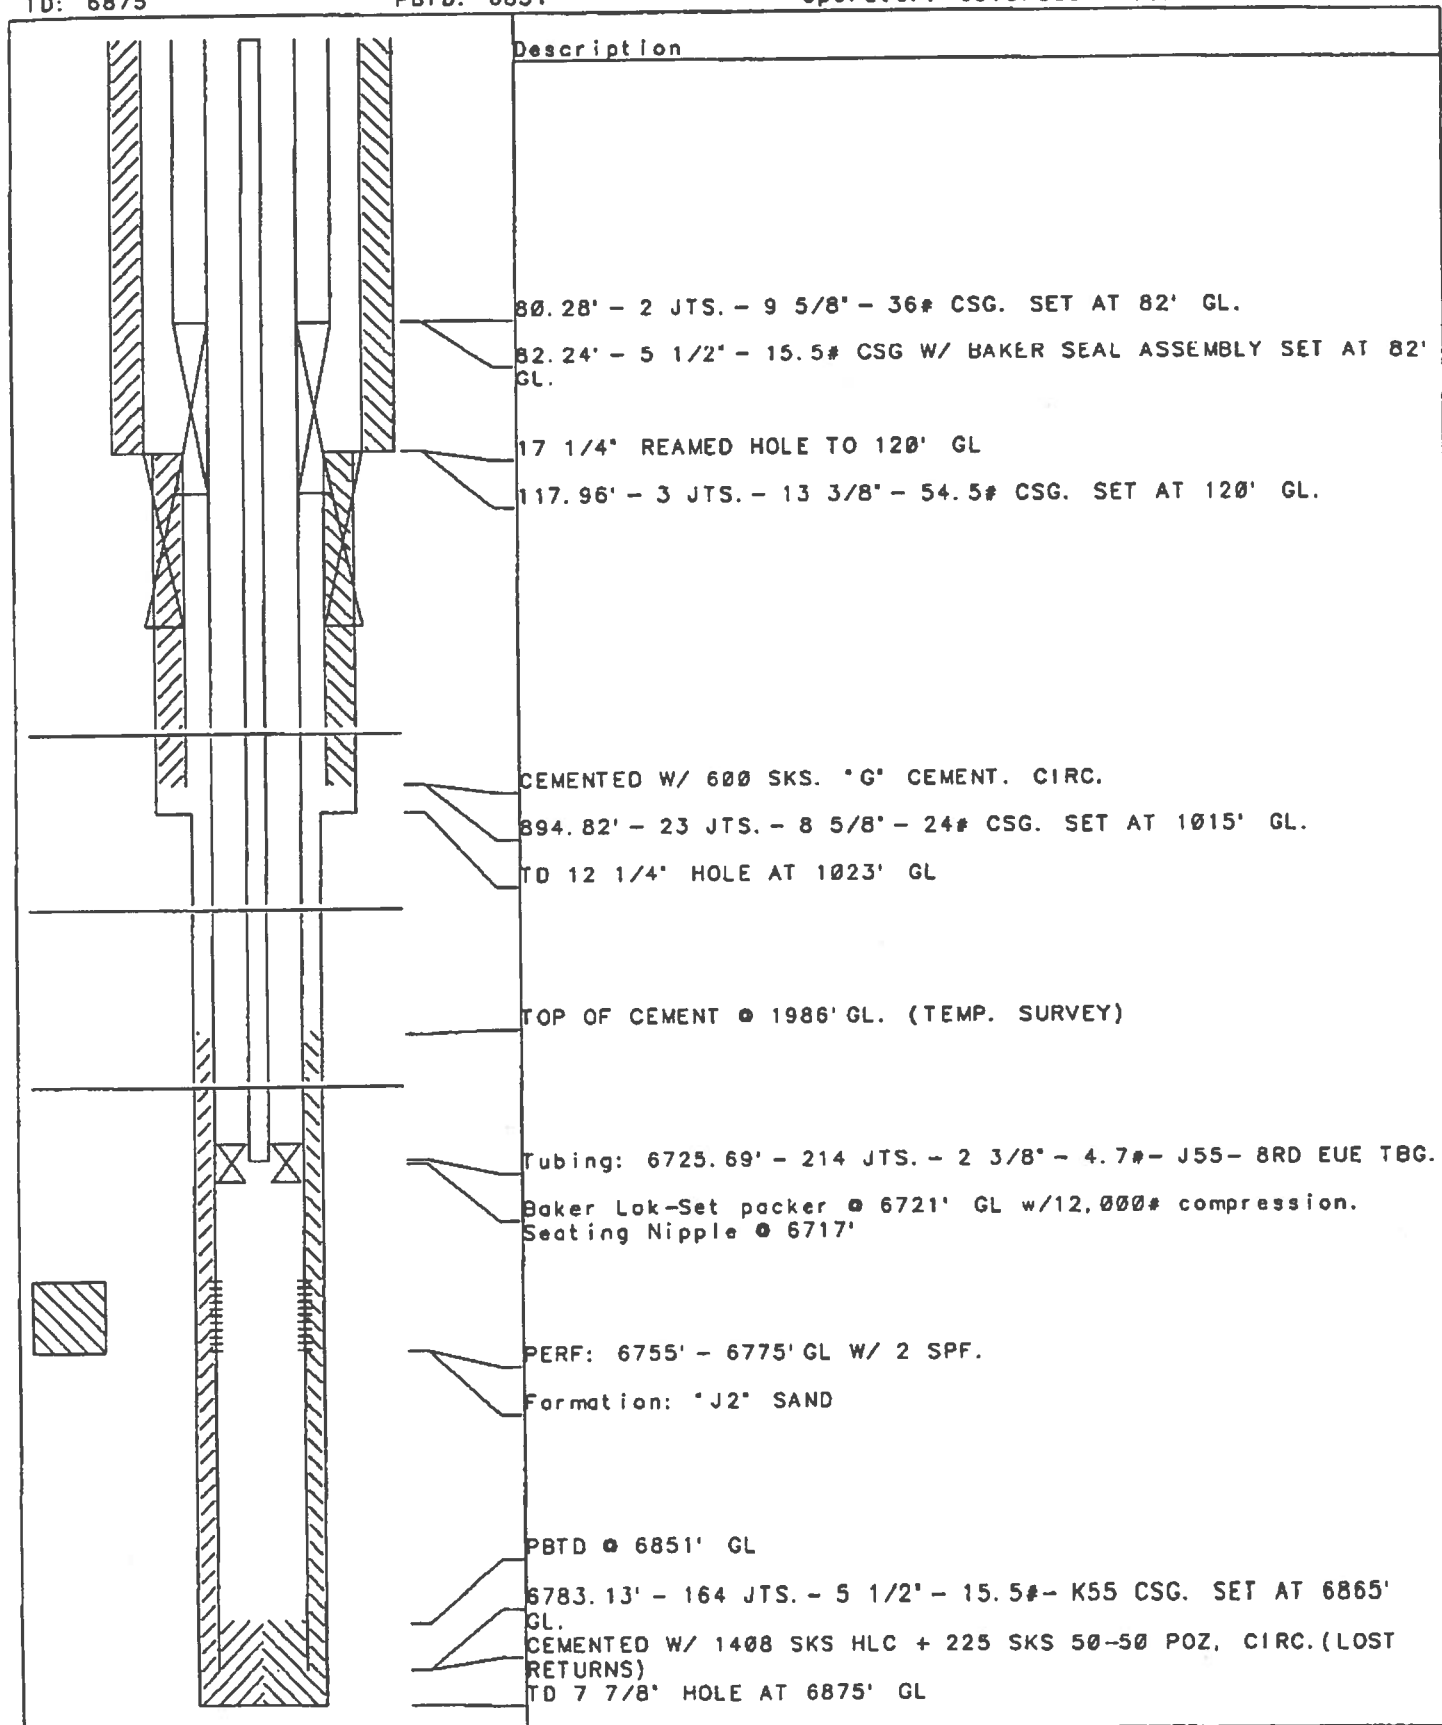 TD: 6875
PBTD: 6851
Description
80.28' - 2 JTS. - 9 5/8" - 36# CSG. SET AT 82' GL.
82.24' - 5 1/2" - 15.5# CSG W/ BAKER SEAL ASSEMBLY SET AT 82'
GL.
17 1/4" REAMED HOLE TO 120' GL
117.96' - 3 JTS. - 13 3/8" - 54.5# CSG. SET AT 120' GL.
CEMENTED W/ 600 SKS. "G" CEMENT. CIRC.
894.82' - 23 JTS. - 8 5/8" - 24# CSG. SET AT 1015' GL.
TD 12 1/4" HOLE AT 1023' GL
TOP OF CEMENT @ 1986' GL. (TEMP. SURVEY)
Tubing: 6725.69' - 214 JTS. - 2 3/8" - 4.7#- J55- 8RD EUE TBG.
Baker Lok-Set packer @ 6721' GL w/12,000# compression.
Seating Nipple @ 6717'
PERF: 6755' - 6775' GL W/ 2 SPF.
Formation: "J2" SAND
PBTD @ 6851' GL
6783.13' - 164 JTS. - 5 1/2" - 15.5#- K55 CSG. SET AT 6865'
GL.
CEMENTED W/ 1408 SKS HLC + 225 SKS 50-50 POZ, CIRC. (LOST
RETURNS)
TD 7 7/8" HOLE AT 6875' GL